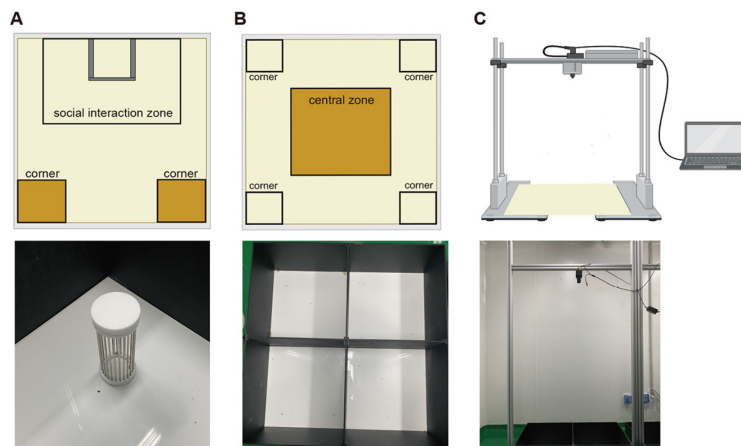 A
B
C
social interaction zone
corner
corner
corner
corner
central zone
corner
corner